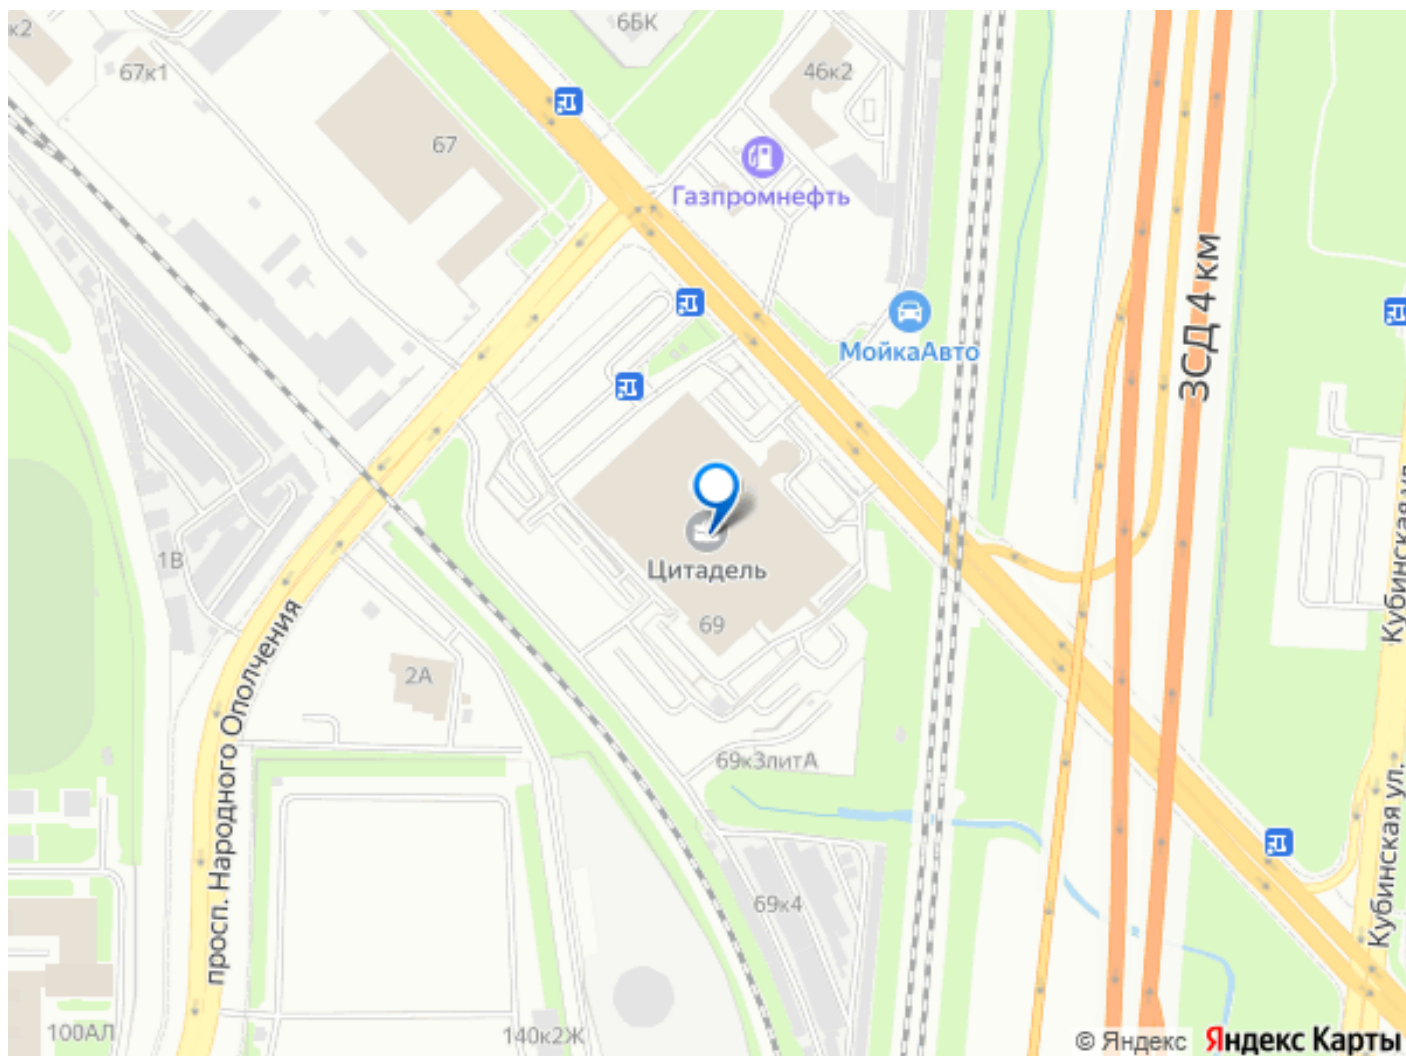 к2
67к1
6БК
46к2
67
Газпромнефть
МойкаАвто
ЗСД 4 км
Кубинская ул.
1В
Цитадель
69
2А
просп. Народного Ополчения
69к3литА
Кубинская ул.
69к4
100АЛ
140к2Ж
© Яндекс Яндекс Карты